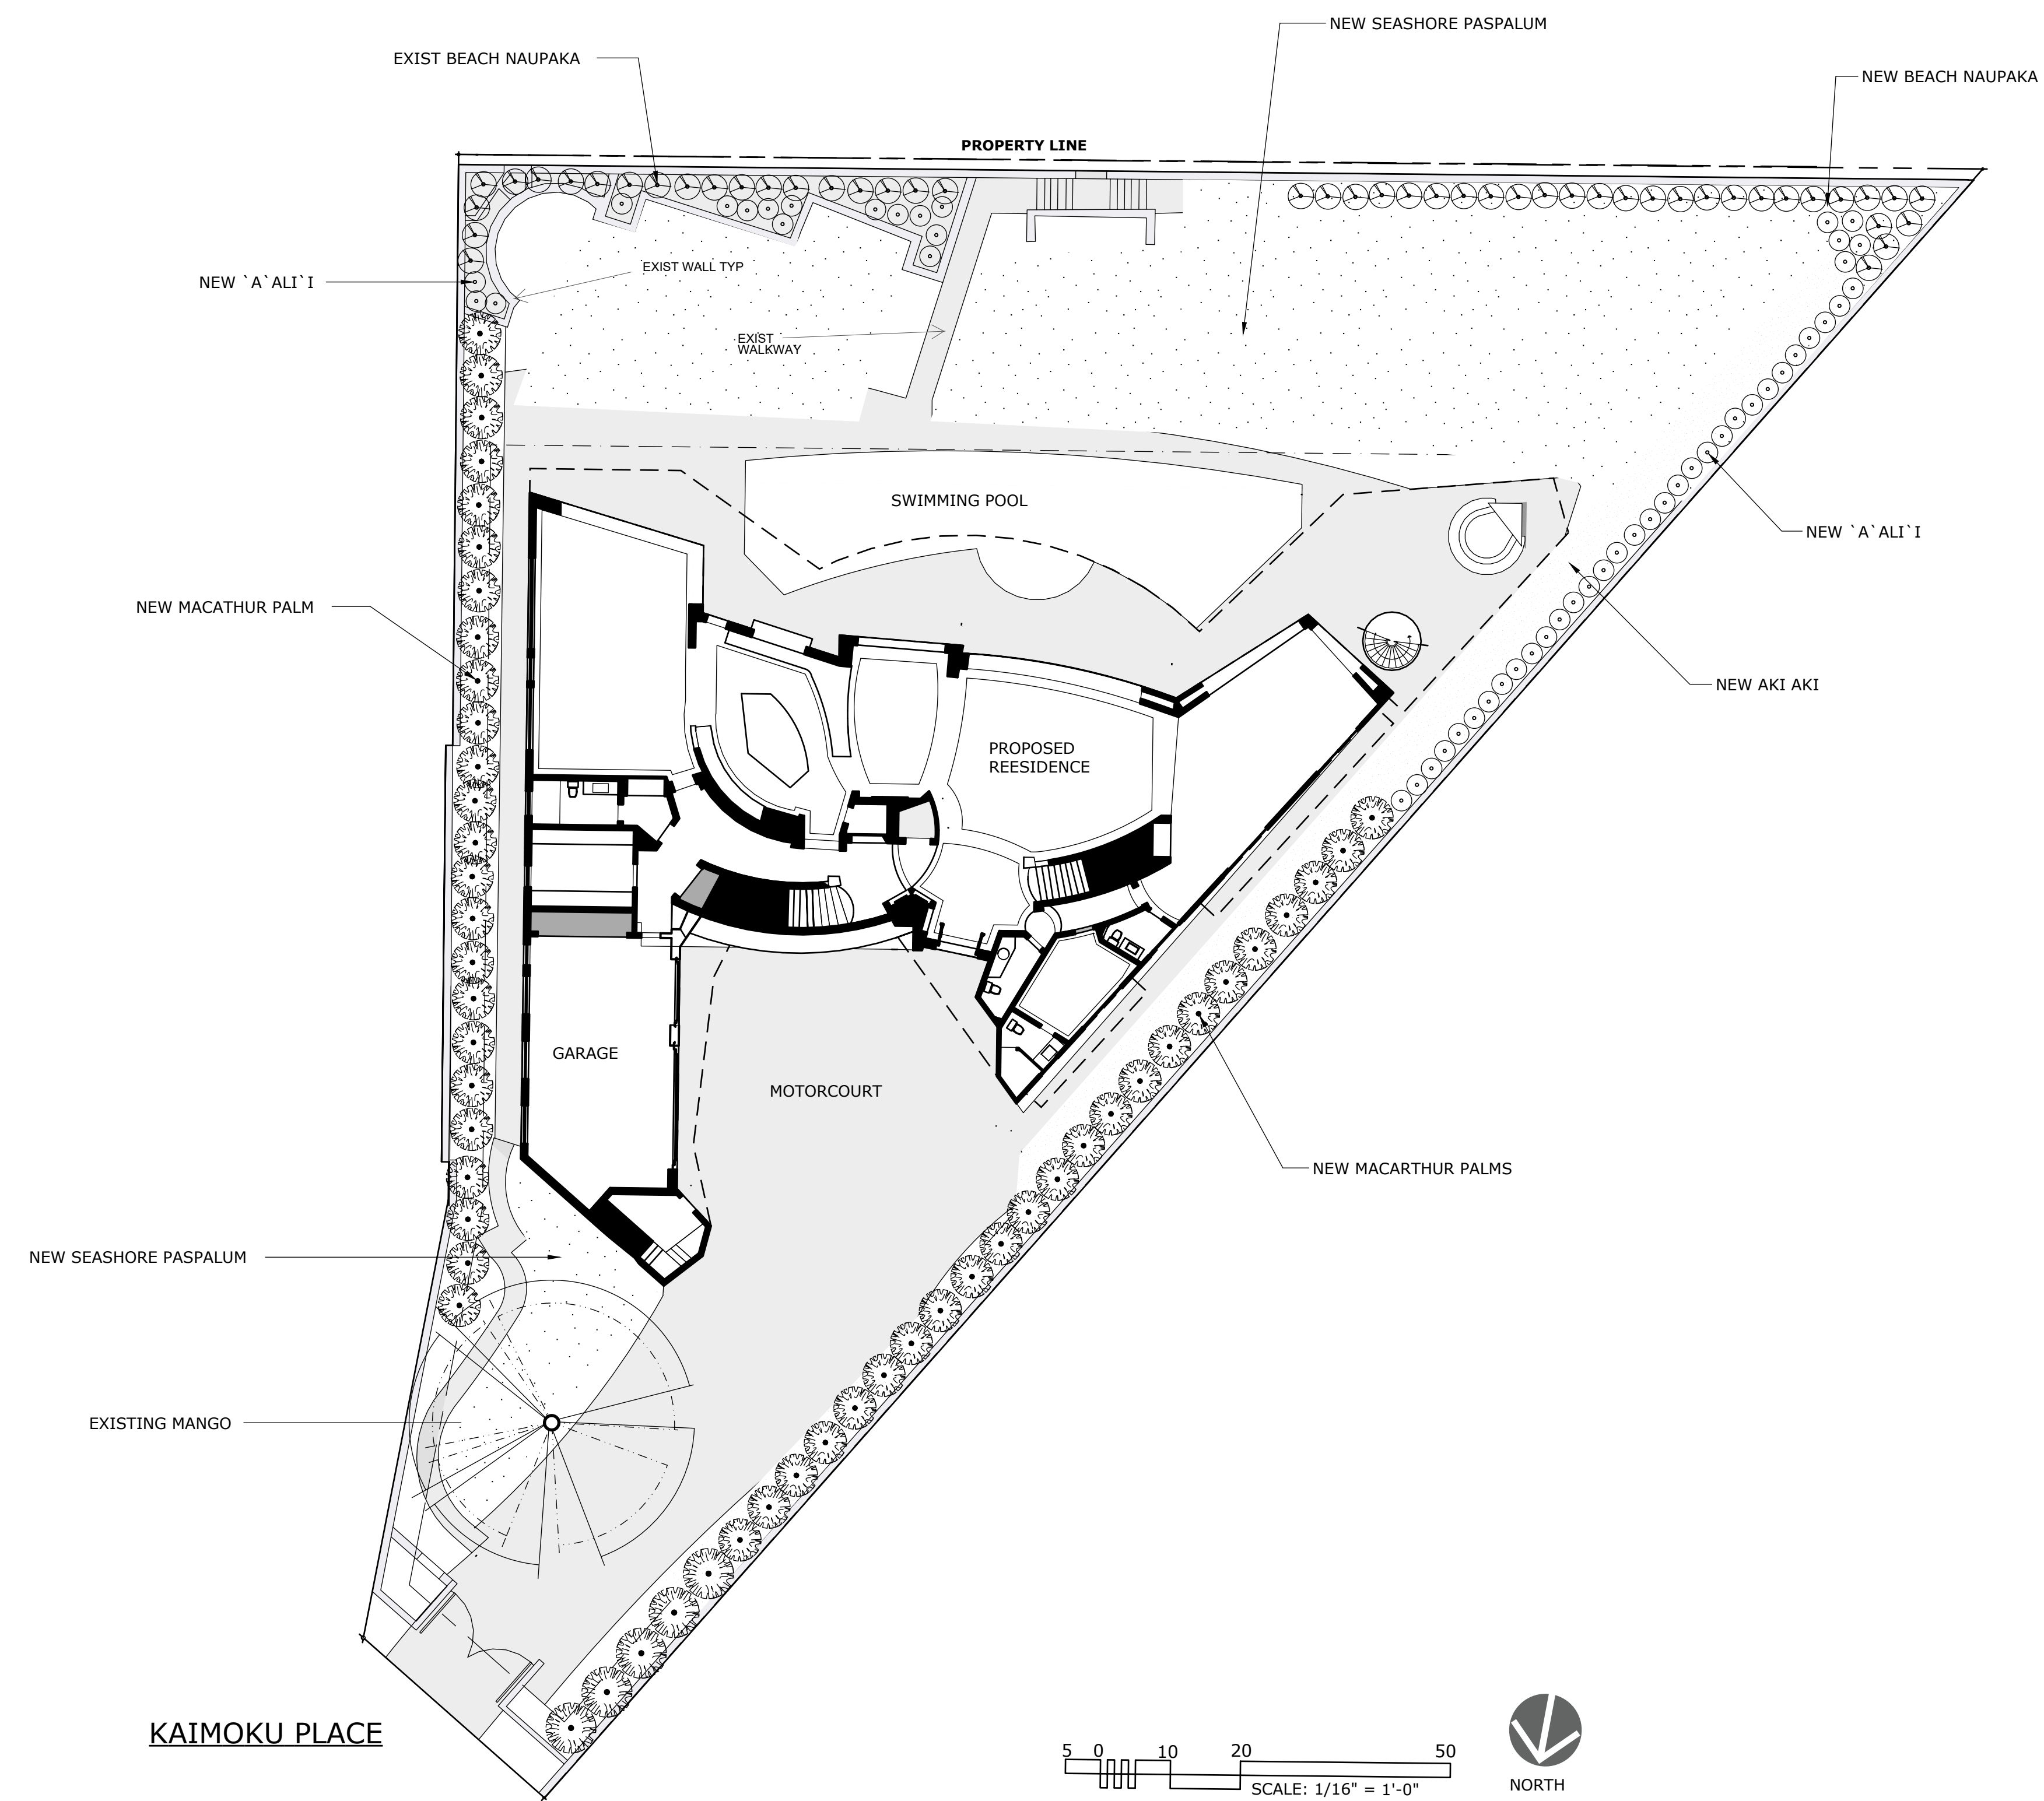 NEW SEASHORE PASPALUM
EXIST BEACH NAUPAKA
NEW BEACH NAUPAKA
PROPERTY LINE
EXIST WALL TYP
NEW `A`ALI`I
EXIST
WALKWAY
SWIMMING POOL
NEW `A`ALI`I
NEW MACATHUR PALM
NEW AKI AKI
PROPOSED
REESIDENCE
GARAGE
MOTORCOURT
NEW MACARTHUR PALMS
NEW SEASHORE PASPALUM
EXISTING MANGO
KAIMOKU PLACE
5 0 10 20 50
SCALE: 1/16" = 1'-0"
NORTH